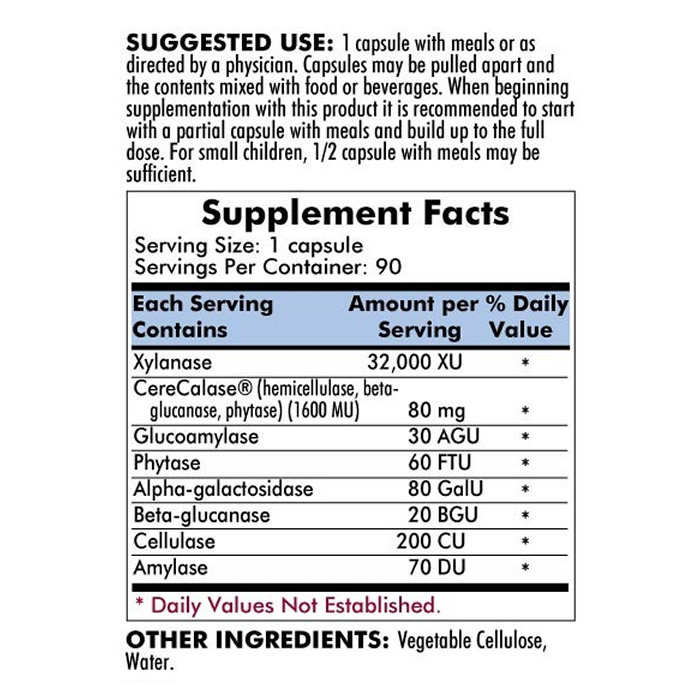 SUGGESTED USE: 1 capsule with meals or as
directed by a physician. Capsules may be pulled apart and
the contents mixed with food or beverages. When beginning
supplementation with this product it is recommended to start
with a partial capsule with meals and build up to the full
dose. For small children, 1/2 capsule with meals may be
sufficient.
Supplement Facts
Serving Size: 1 capsule
Servings Per Container: 90
Each Serving Amount per % Daily
Contains Serving Value
Xylanase 32,000 XU *
CereCalase® (hemicellulase, beta-
glucanase, phytase) (1600 MU) 80 mg *
Glucoamylase 30 AGU *
Phytase 60 FTU *
Alpha-galactosidase 80 GalU *
Beta-glucanase 20 BGU *
Cellulase 200 CU *
Amylase 70 DU *
* Daily Values Not Established.
OTHER INGREDIENTS: Vegetable Cellulose,
Water.